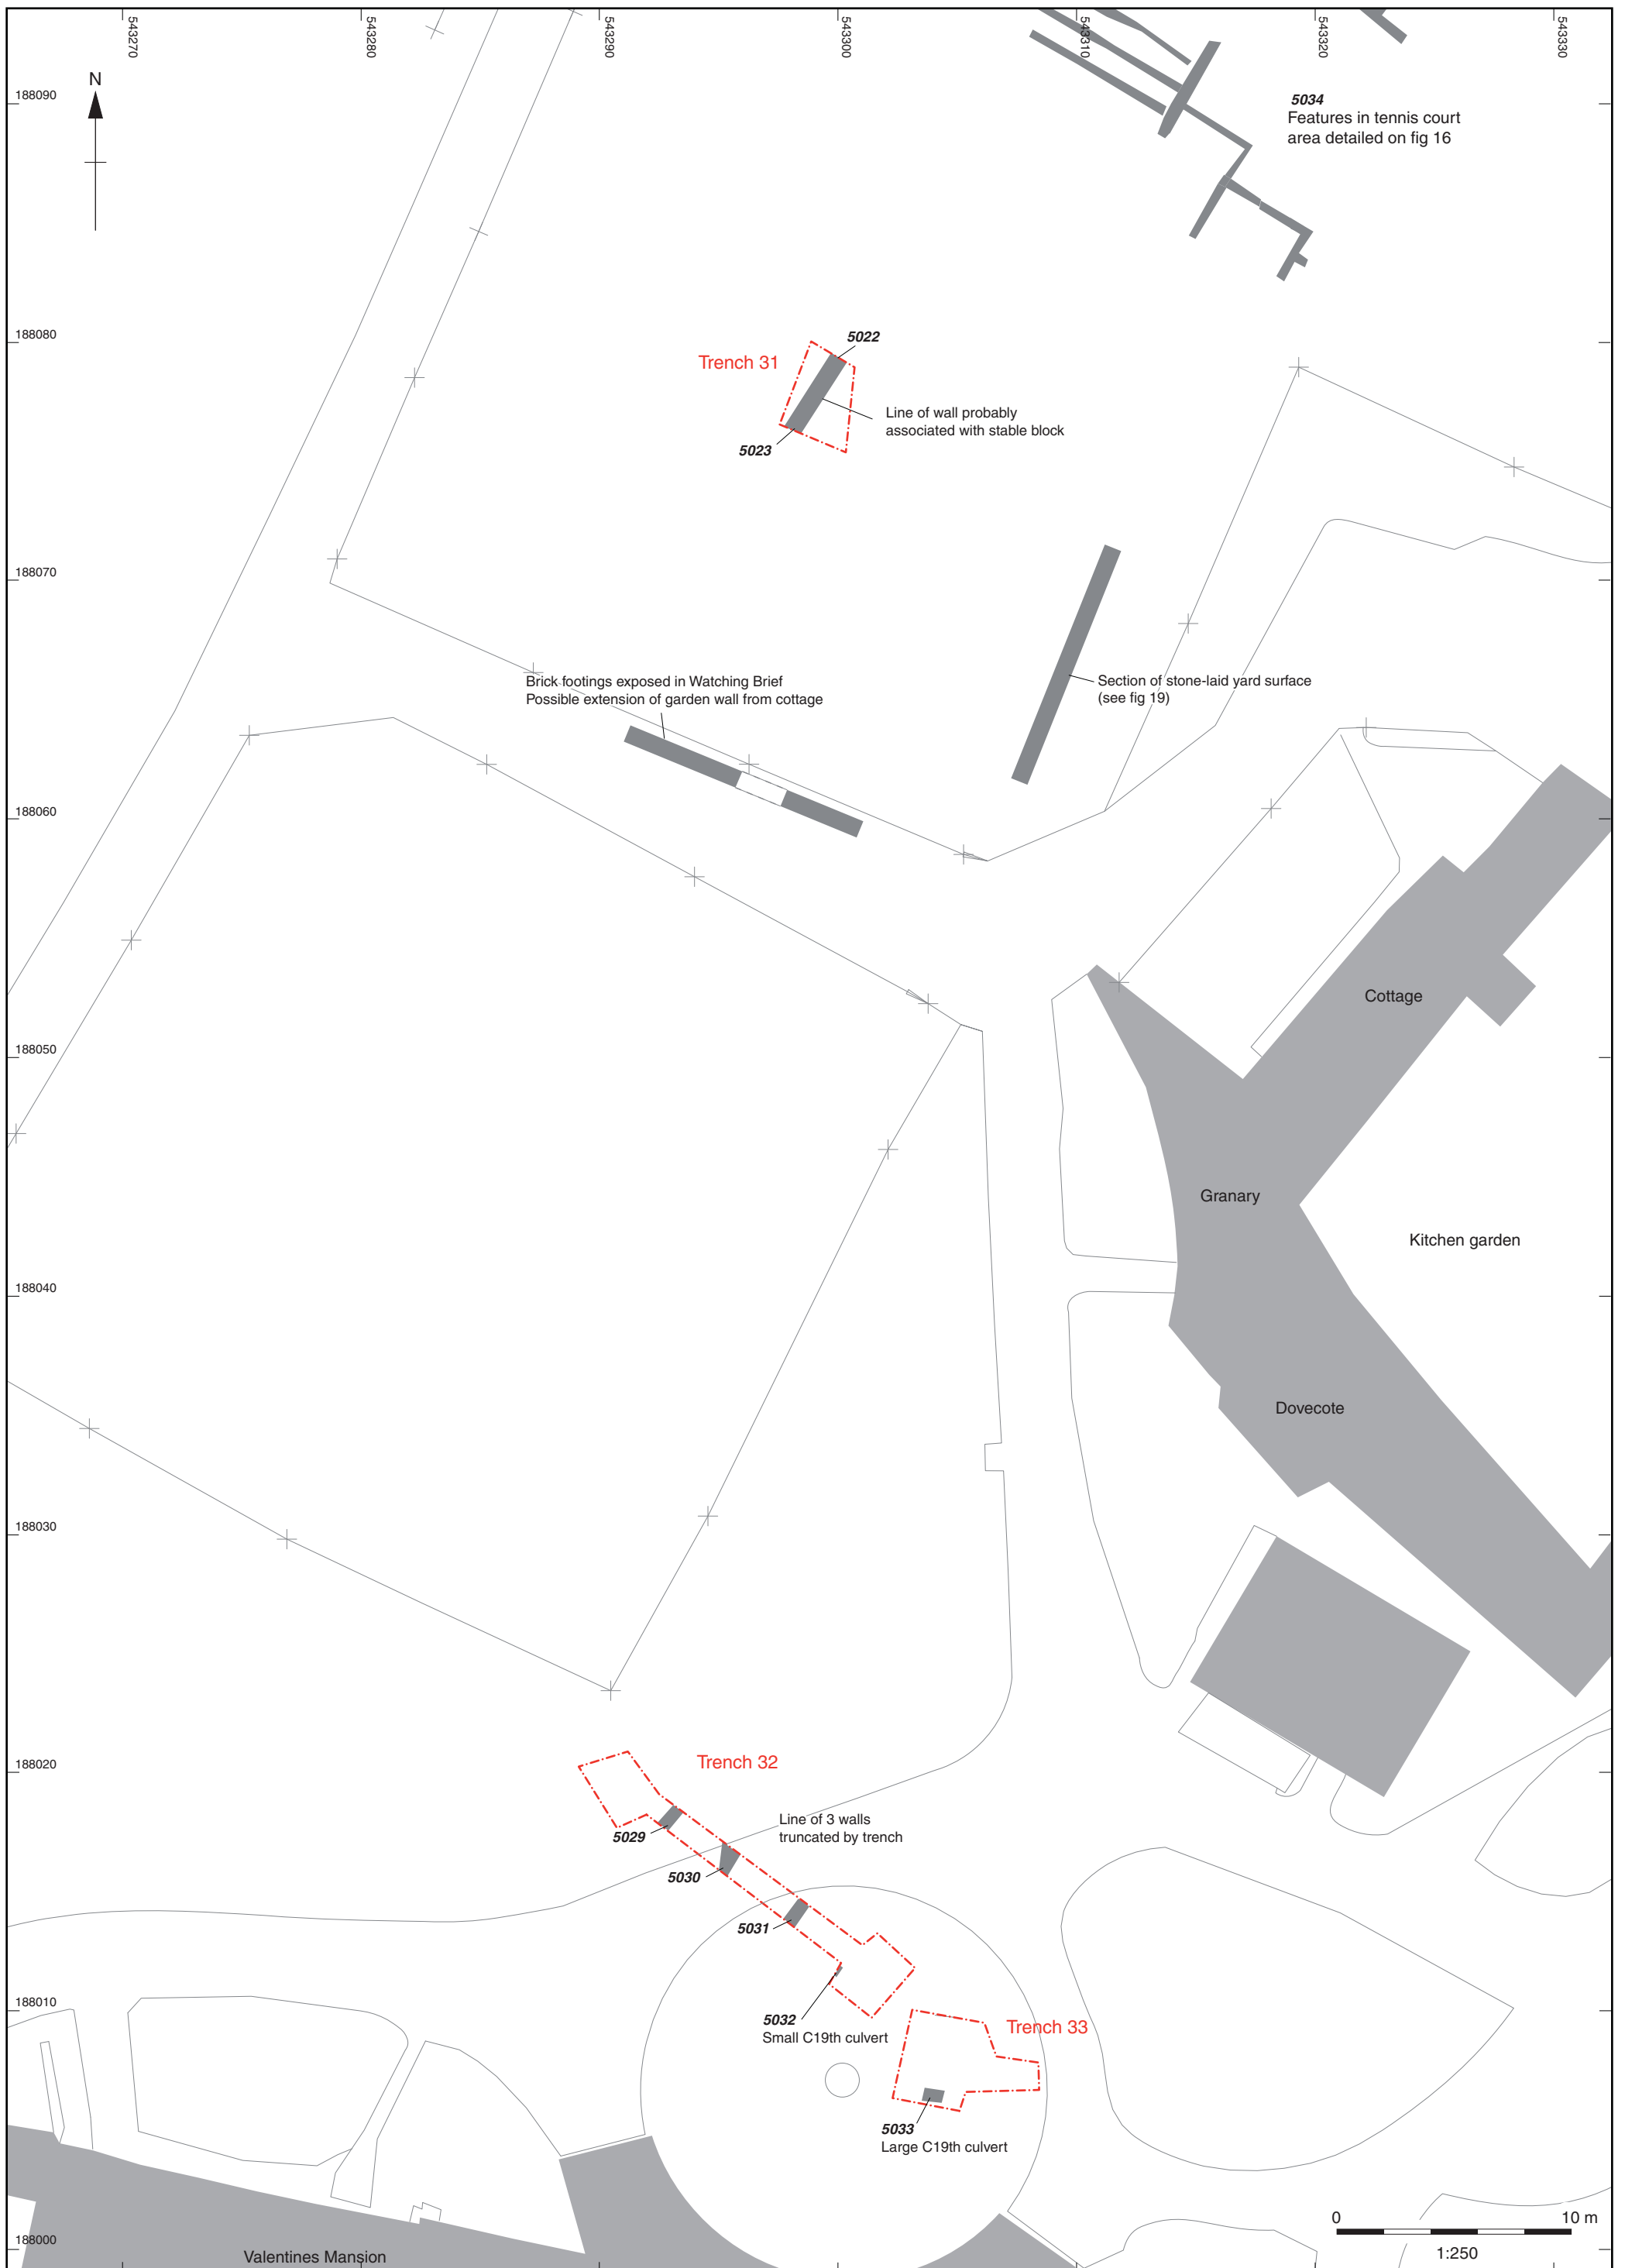 543270
543280
543290
543300
543310
543320
543330
N
188090
5034
Features in tennis court
area detailed on fig 16
188080
5022
Trench 31
Line of wall probably
associated with stable block
5023
188070
Brick footings exposed in Watching Brief
Possible extension of garden wall from cottage
Section of stone-laid yard surface
(see fig 19)
188060
Cottage
188050
Granary
Kitchen garden
188040
Dovecote
188030
188020
Trench 32
Line of 3 walls
truncated by trench
5029
5030
5031
188010
5032
Small C19th culvert
Trench 33
5033
Large C19th culvert
188000
Valentines Mansion
0
10 m
1:250